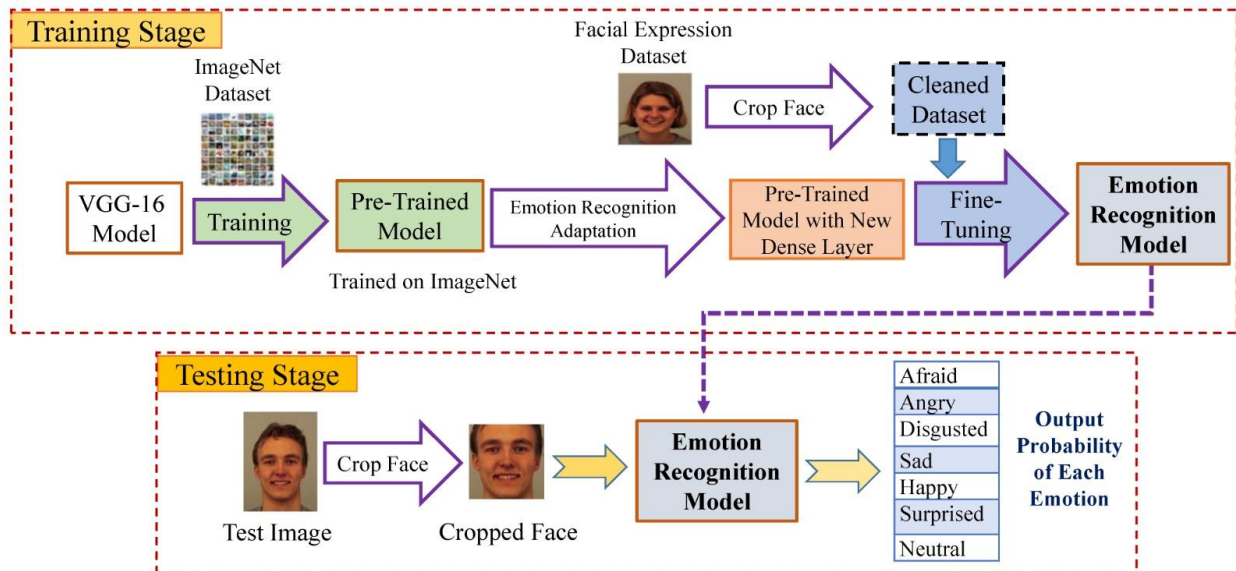 Training Stage
ImageNet
Dataset
Facial Expression
Dataset
Crop Face
Cleaned
Dataset
VGG-16
Model
Training
Pre-Trained
Model
Trained on ImageNet
Emotion Recognition
Adaptation
Pre-Trained
Model with New
Dense Layer
Fine-
Tuning
Emotion
Recognition
Model
Testing Stage
Test Image
Crop Face
Cropped Face
Emotion
Recognition
Model
Afraid
Angry
Disgusted
Sad
Happy
Surprised
Neutral
Output
Probability
of Each
Emotion